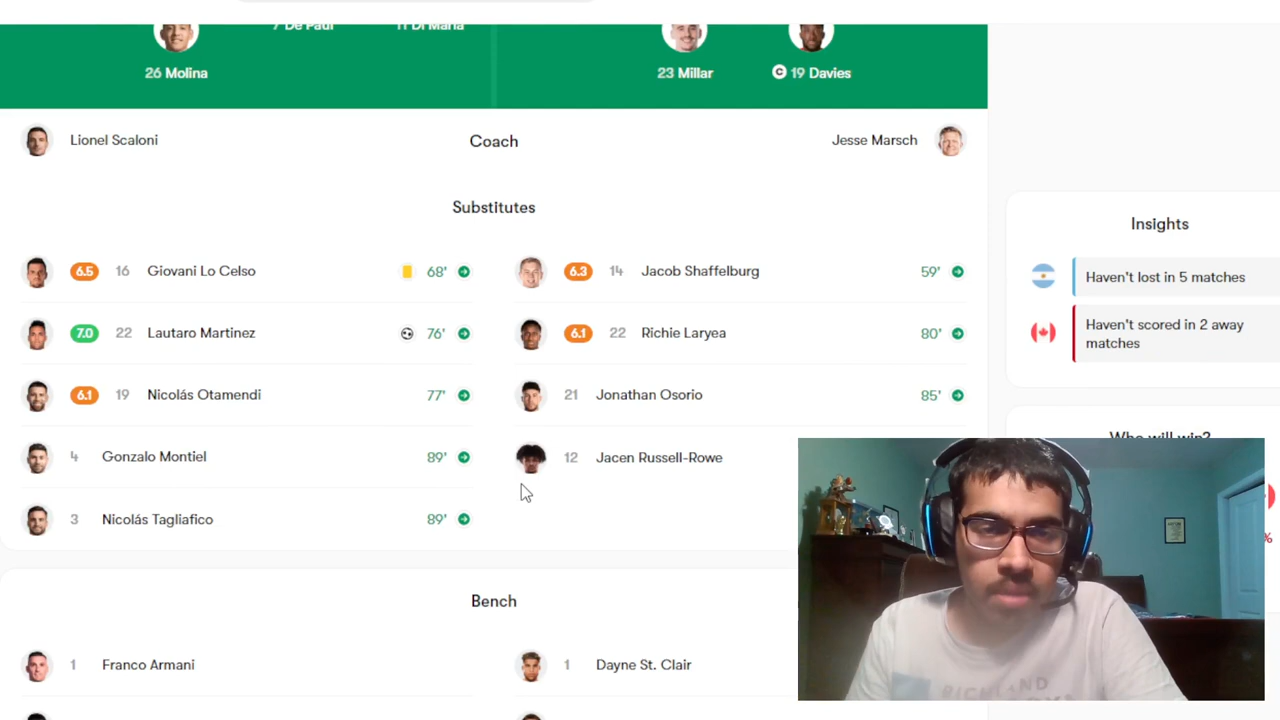 7 De Paul
11 Di Maria
26 Molina
23 Millar
C 19 Davies
Lionel Scaloni
Coach
Jesse Marsch
Substitutes
6.5 16 Giovani Lo Celso 68'
6.3 14 Jacob Shaffelburg 59'
7.0 22 Lautaro Martinez 76'
6.1 22 Richie Laryea 80'
6.1 19 Nicolás Otamendi 77'
21 Jonathan Osorio 85'
4 Gonzalo Montiel 89'
12 Jacen Russell-Rowe
3 Nicolás Tagliafico 89'
Bench
1 Franco Armani
1 Dayne St. Clair
Insights
Haven't lost in 5 matches
Haven't scored in 2 away
matches
Who will win?
%